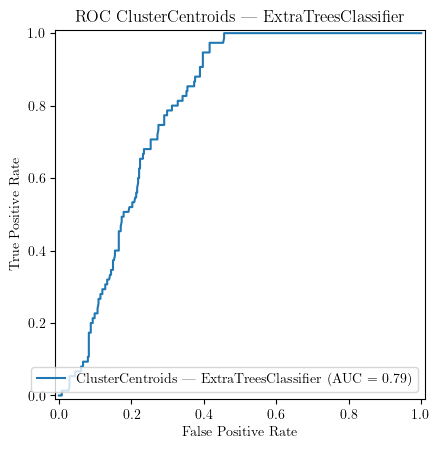 ROC ClusterCentroids — ExtraTreesClassifier
1.0
0.8
0.6
0.4
0.2
0.0
True Positive Rate
ClusterCentroids — ExtraTreesClassifier (AUC = 0.79)
0.0 0.2 0.4 0.6 0.8 1.0
False Positive Rate